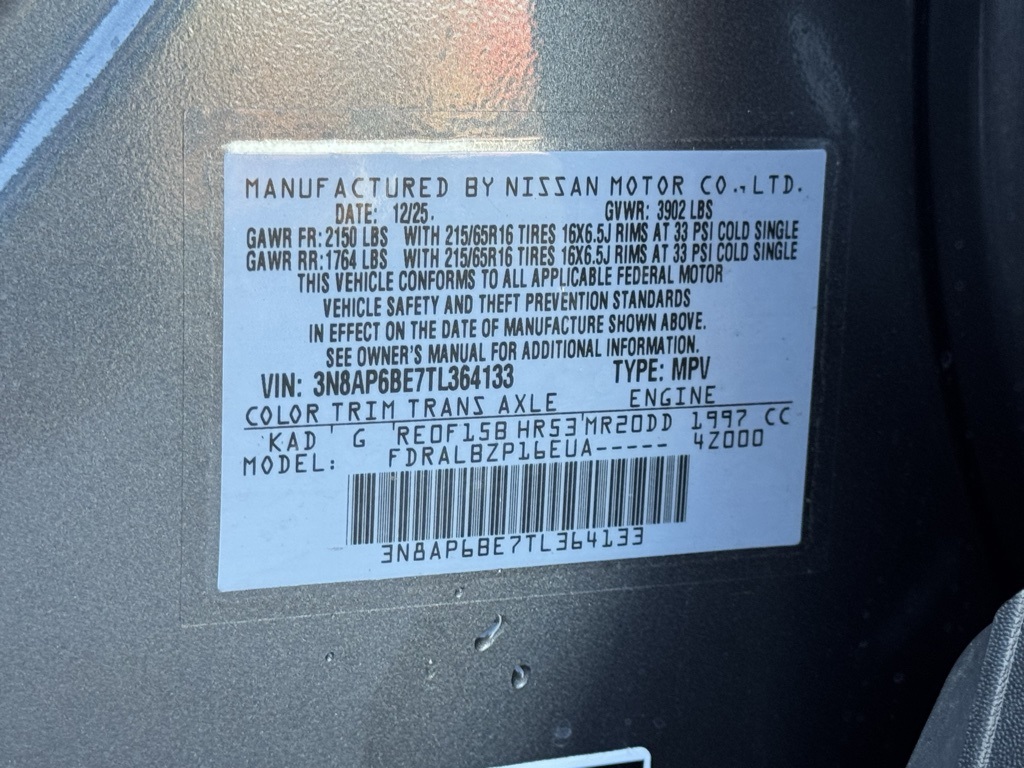 MANUFACTURED BY NISSAN MOTOR CO.,LTD.
DATE: 12/25. GVWR: 3902 LBS
GAWR FR: 2150 LBS WITH 215/65R16 TIRES 16X6.5J RIMS AT 33 PSI COLD SINGLE
GAWR RR: 1764 LBS WITH 215/65R16 TIRES 16X6.5J RIMS AT 33 PSI COLD SINGLE
THIS VEHICLE CONFORMS TO ALL APPLICABLE FEDERAL MOTOR
VEHICLE SAFETY AND THEFT PREVENTION STANDARDS
IN EFFECT ON THE DATE OF MANUFACTURE SHOWN ABOVE.
SEE OWNER'S MANUAL FOR ADDITIONAL INFORMATION.
VIN: 3N8AP6BE7TL364133 TYPE: MPV
COLOR TRIM TRANS AXLE ENGINE
KAD ' G ' RE0F15B HR53 ' MR20DD 1997 CC
MODEL: FDRALBZP16EUA----- 4Z000
3N8AP6BE7TL364133